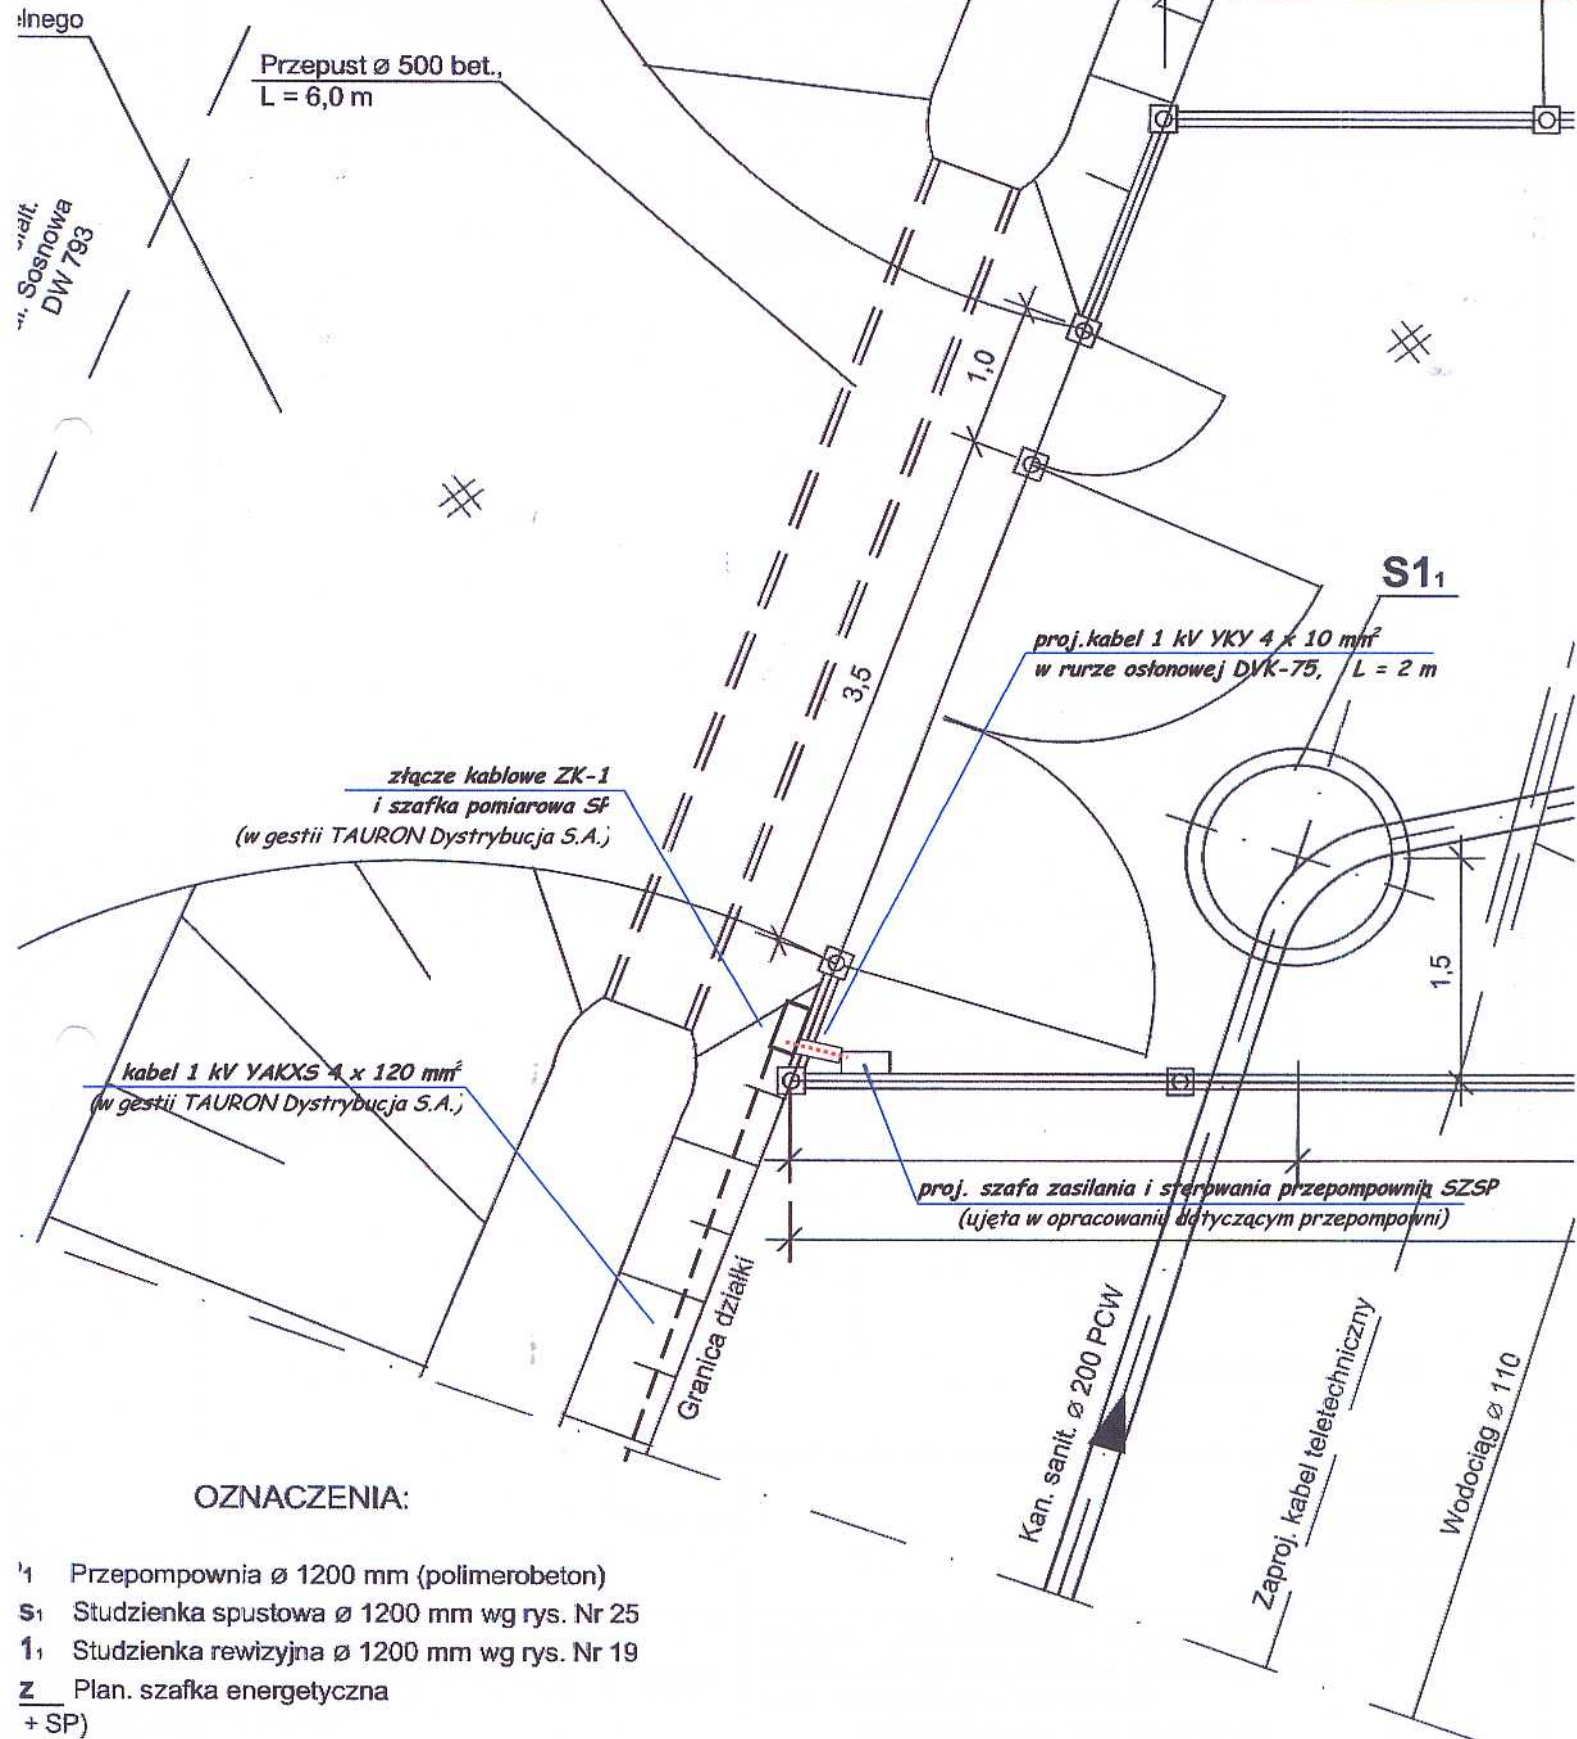 elnego
Przepust ø 500 bet.,
L = 6,0 m
Sosnowa
DW 793
1,0
3,5
S1₁
proj.kabel 1 kV YKY 4 x 10 mm²
w rurze osłonowej DVK-75, L = 2 m
złącze kablowe ZK-1
i szafka pomiarowa SP
(w gestii TAURON Dystrybucja S.A.)
1,5
kabel 1 kV YAKXS 4 x 120 mm²
(w gestii TAURON Dystrybucja S.A.)
proj. szafa zasilania i sterowania przepompownią SZSP
(ujęta w opracowaniu dotyczącym przepompowni)
Granica działki
Kan. sanit. ø 200 PCW
Zaproj. kabel teletechniczny
Wodociąg ø 110
OZNACZENIA:
1 Przepompownia ø 1200 mm (polimerobeton)
S₁ Studzienka spustowa ø 1200 mm wg rys. Nr 25
1₁ Studzienka rewizyjna ø 1200 mm wg rys. Nr 19
Z Plan. szafka energetyczna
+ SP)